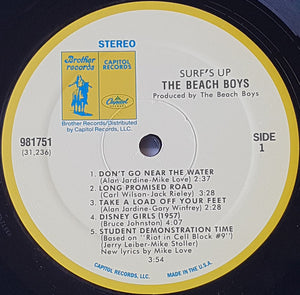 STEREO
Brother
records
CAPITOL
RECORDS
Capitol
Brother Records/Distributed
by Capitol Records, LLC.
SURF'S UP
THE BEACH BOYS
Produced by The Beach Boys
981751
(31,236)
SIDE
1
1. DON'T GO NEAR THE WATER
(Alan Jardine-Mike Love) 2:37
2. LONG PROMISED ROAD
(Carl Wilson-Jack Rieley) 3:27
3. TAKE A LOAD OFF YOUR FEET
(Alan Jardine-Gary Winfrey) 2:27
4. DISNEY GIRLS (1957)
(Bruce Johnston) 4:05
5. STUDENT DEMONSTRATION TIME
(Based on "Riot in Cell Block #9")
(Jerry Leiber-Mike Stoller)
New lyrics by Mike Love
3:54
CAPITOL RECORDS, LLC. MADE IN THE U.S.A.